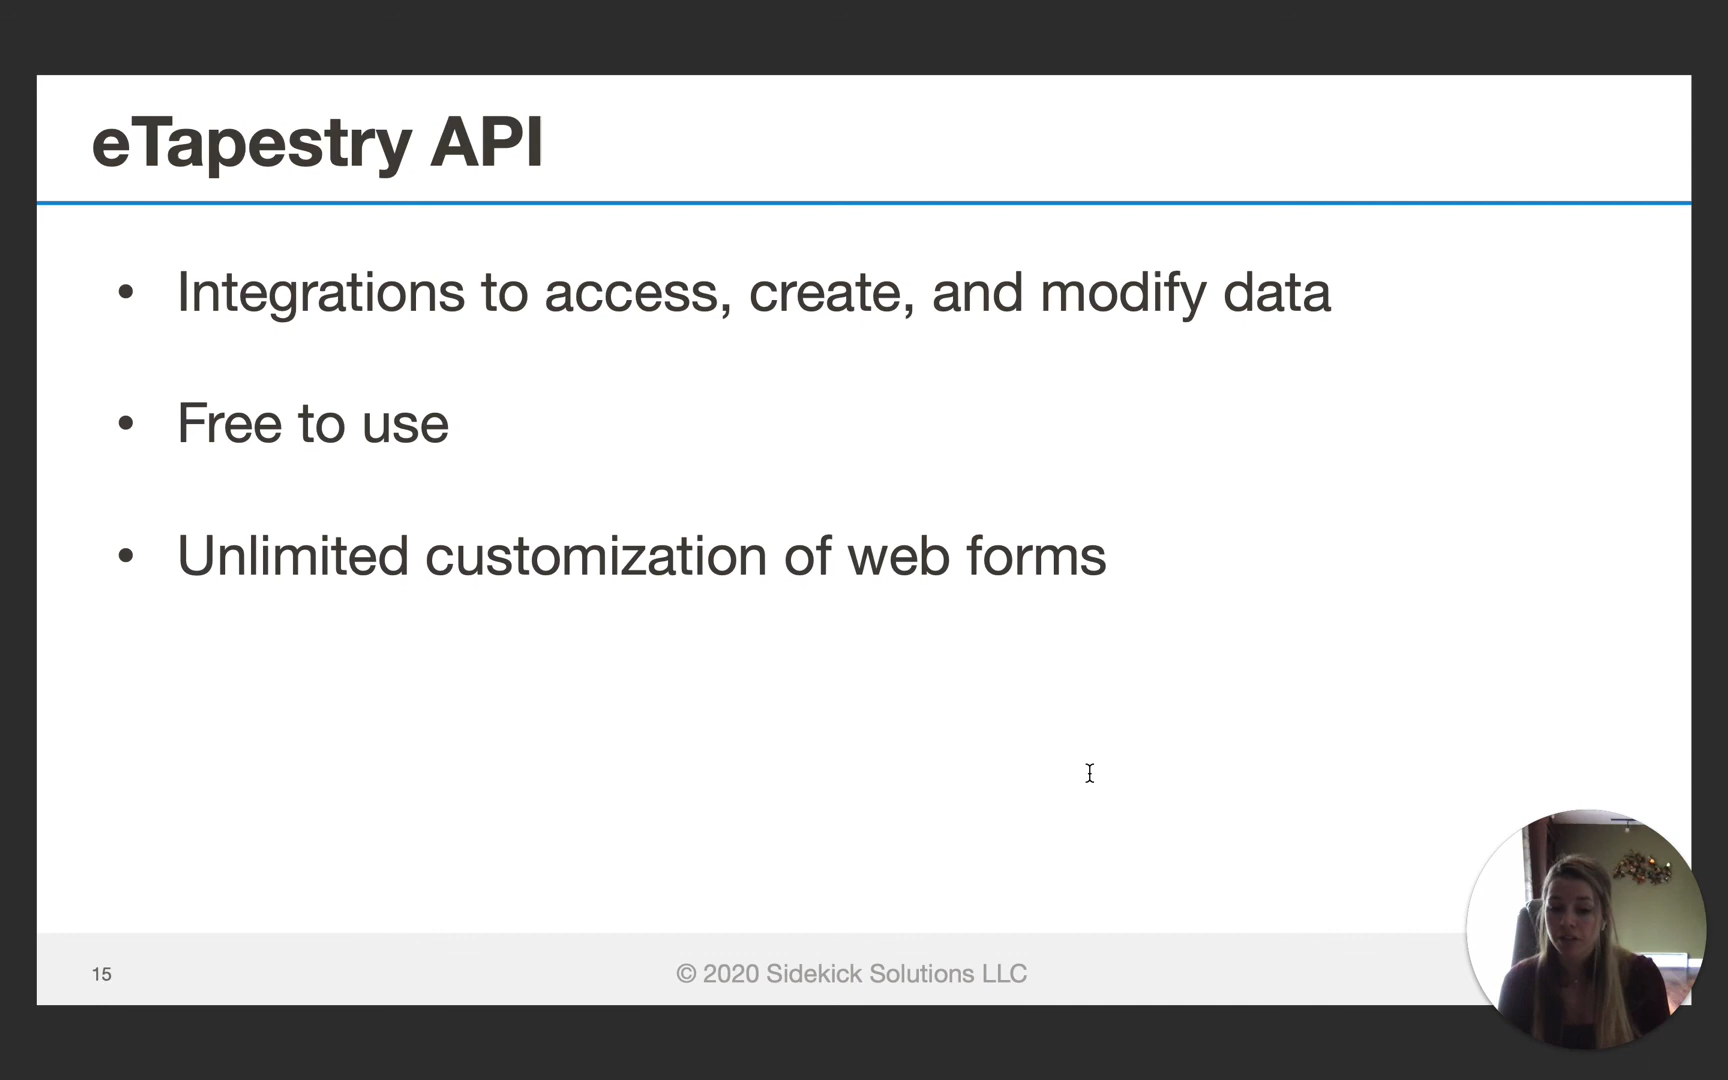 eTapestry API
• Integrations to access, create, and modify data
• Free to use
• Unlimited customization of web forms
15
© 2020 Sidekick Solutions LLC